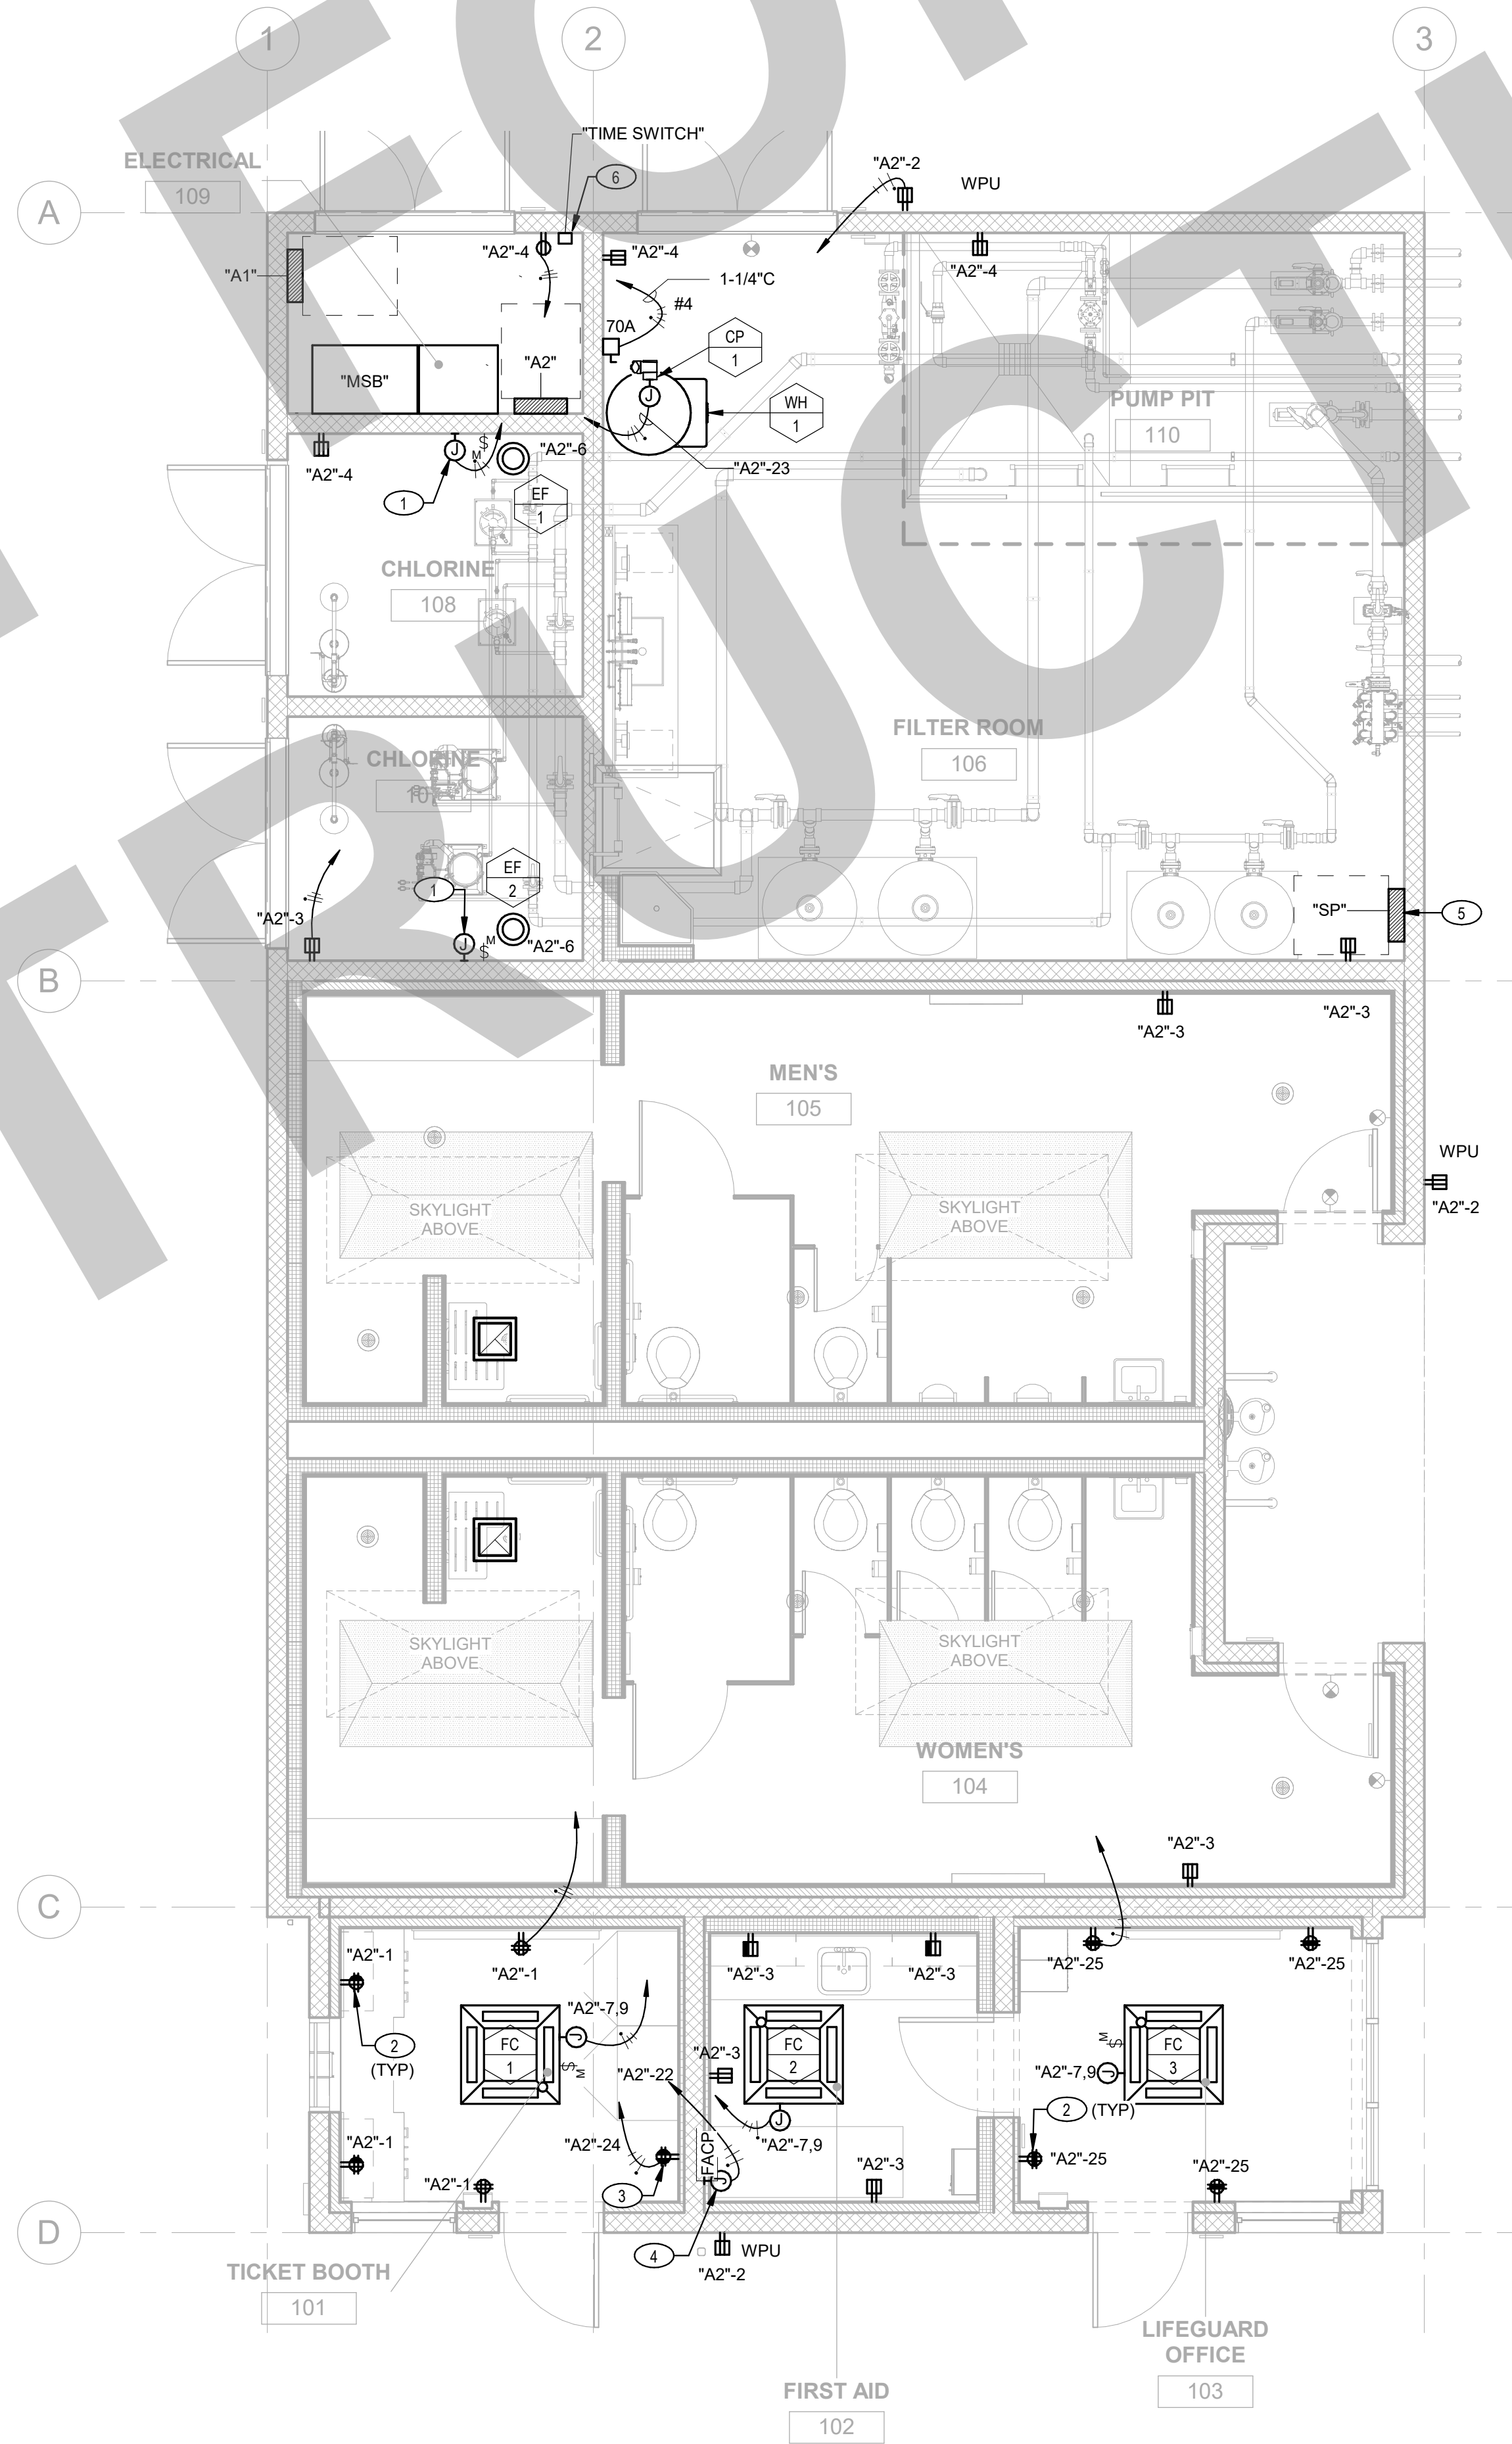 1
2
3
"TIME SWITCH"
6
ELECTRICAL
109
"A2"-2
WPU
A
"A2"-4
"A2"-4
"A2"-4
"A1"
1-1/4"C
#4
70A
CP
1
"A2"
"MSB"
J
WH
1
PUMP PIT
110
"A2"-4
J
M
$
"A2"-6
"A2"-23
1
EF
1
CHLORINE
108
FILTER ROOM
106
CHLORINE
10
EF
2
1
"A2"-3
"SP"
5
J
$
M
"A2"-6
B
"A2"-3
"A2"-3
MEN'S
105
WPU
"A2"-2
SKYLIGHT
ABOVE
SKYLIGHT
ABOVE
SKYLIGHT
ABOVE
SKYLIGHT
ABOVE
WOMEN'S
104
"A2"-3
C
"A2"-1
"A2"-1
"A2"-3
"A2"-3
"A2"-25
"A2"-25
"A2"-7,9
J
FC
1
$
M
FC
2
FC
3
M
$
2
(TYP)
"A2"-22
"A2"-3
"A2"-7,9
J
2
(TYP)
J
"A2"-7,9
"A2"-1
"A2"-24
FACP
"A2"-3
"A2"-25
"A2"-25
"A2"-1
3
J
D
4
WPU
"A2"-2
TICKET BOOTH
101
LIFEGUARD
OFFICE
103
FIRST AID
102